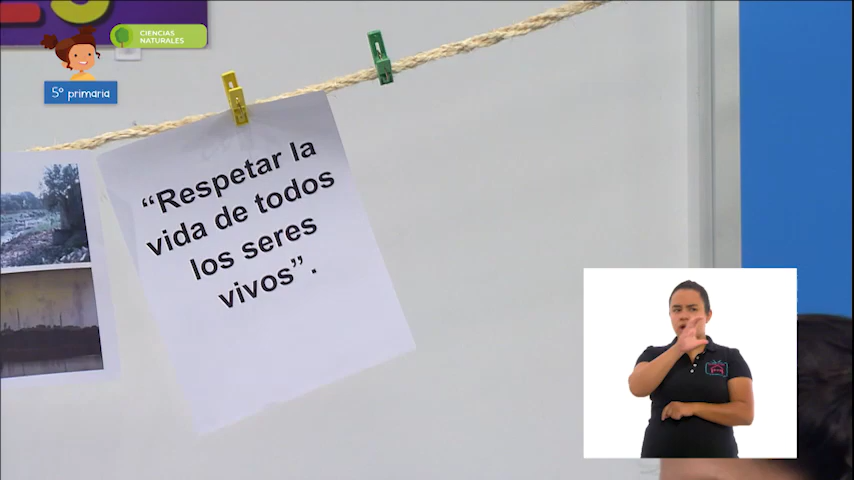 CIENCIAS
NATURALES
5º primaria
“Respetar la
vida de todos
los seres
vivos”.